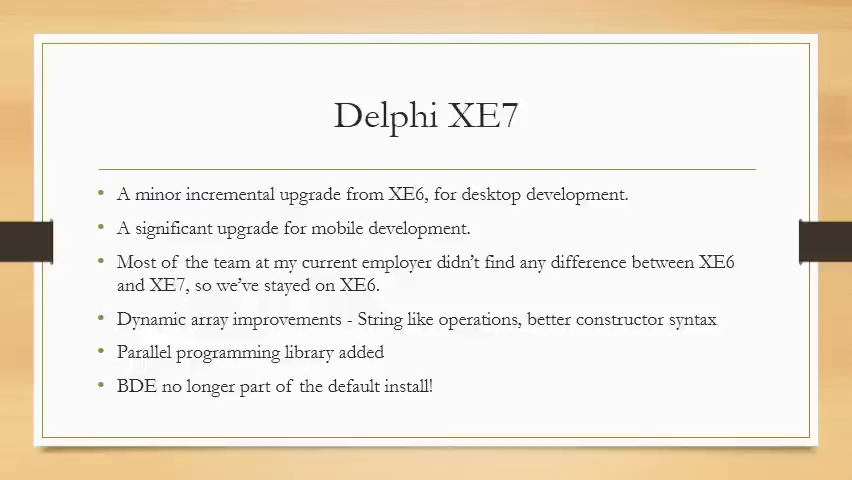 Delphi XE7
• A minor incremental upgrade from XE6, for desktop development.
• A significant upgrade for mobile development.
• Most of the team at my current employer didn't find any difference between XE6
and XE7, so we've stayed on XE6.
• Dynamic array improvements - String like operations, better constructor syntax
• Parallel programming library added
• BDE no longer part of the default install!